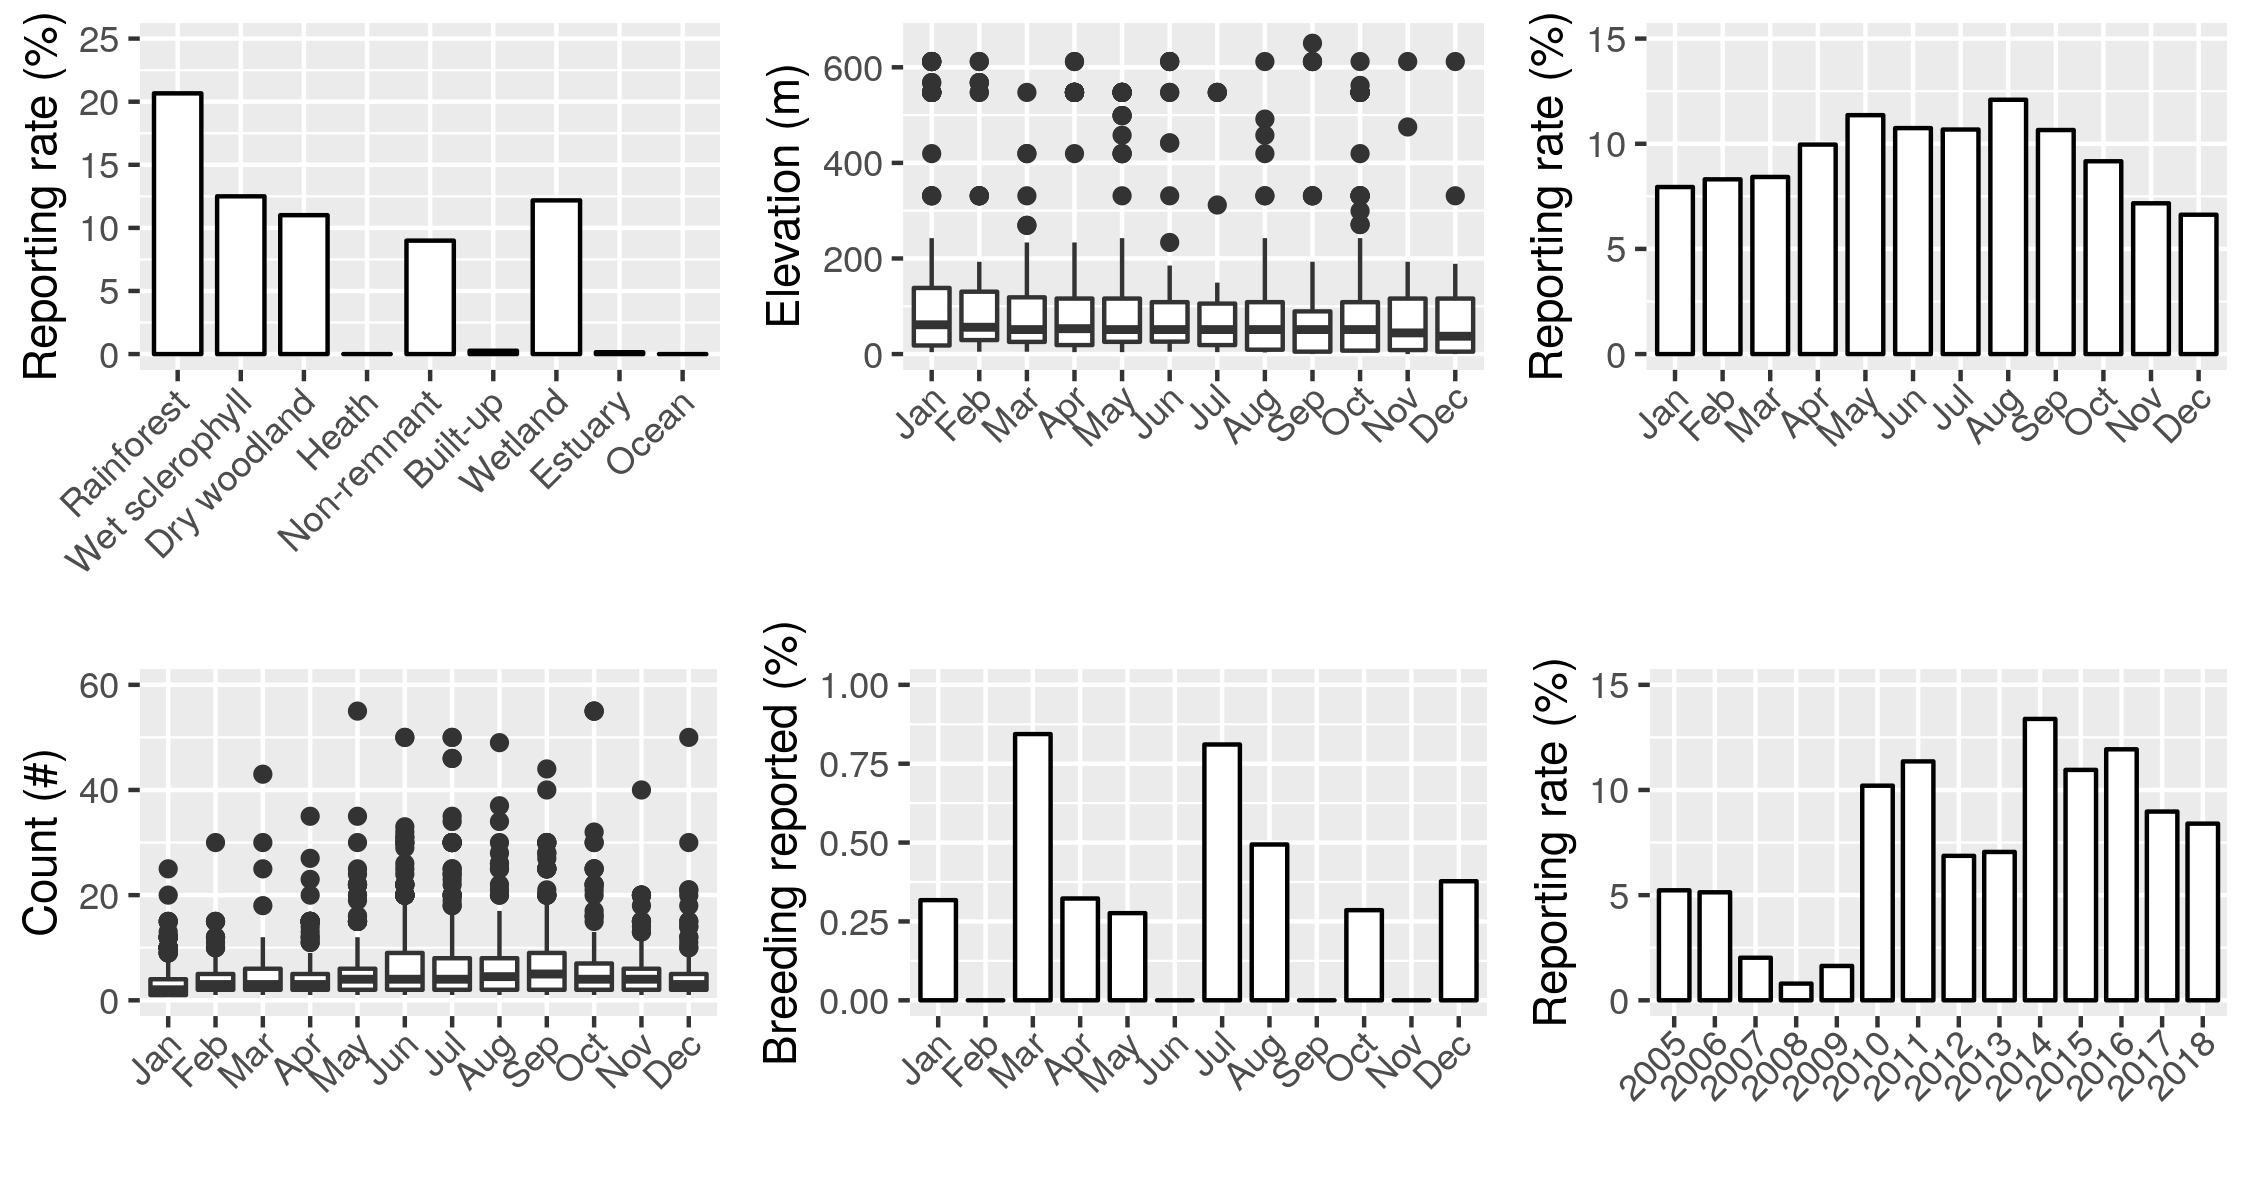 Reporting rate (%)
25
20
15
10
5
0
Rainforest
Wet sclerophyll
Dry woodland
Heath
Non-remnant
Built-up
Wetland
Estuary
Ocean
Elevation (m)
600
400
200
0
Jan
Feb
Mar
Apr
May
Jun
Jul
Aug
Sep
Oct
Nov
Dec
Reporting rate (%)
15
10
5
0
Jan
Feb
Mar
Apr
May
Jun
Jul
Aug
Sep
Oct
Nov
Dec
Count (#)
60
40
20
0
Jan
Feb
Mar
Apr
May
Jun
Jul
Aug
Sep
Oct
Nov
Dec
Breeding reported (%)
1.00
0.75
0.50
0.25
0.00
Jan
Feb
Mar
Apr
May
Jun
Jul
Aug
Sep
Oct
Nov
Dec
Reporting rate (%)
15
10
5
0
2005
2006
2007
2008
2009
2010
2011
2012
2013
2014
2015
2016
2017
2018